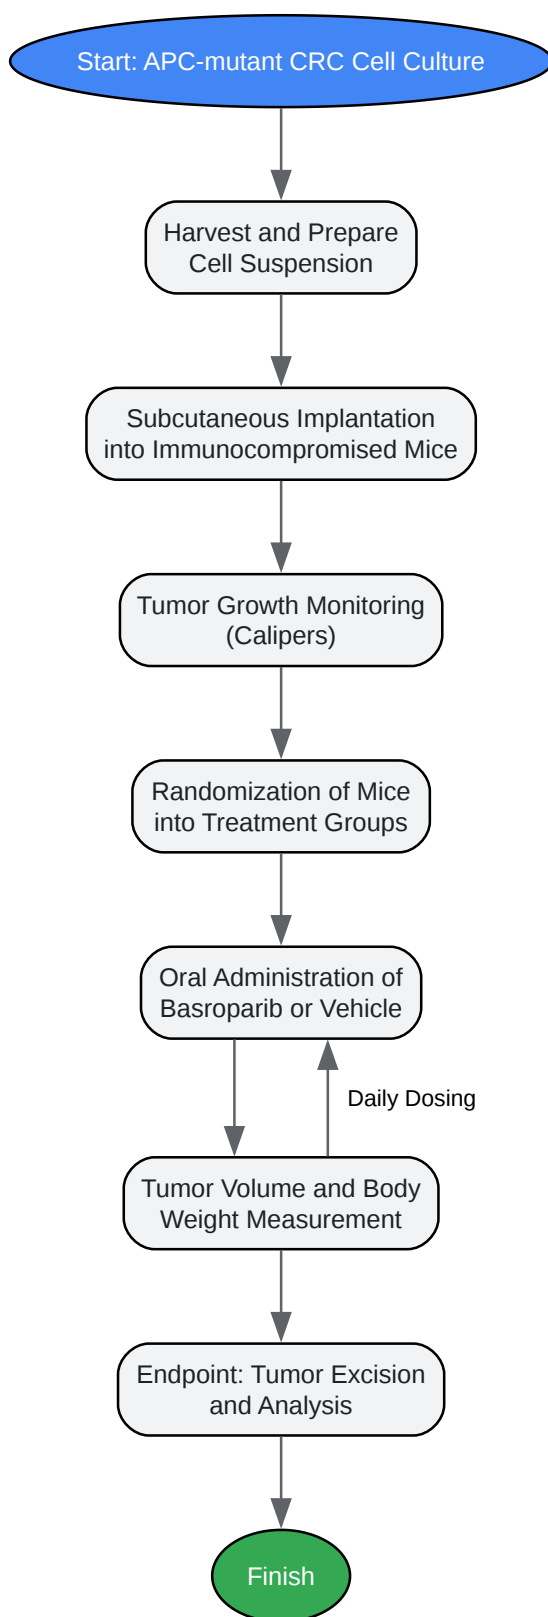 Start: APC-mutant CRC Cell Culture
Harvest and Prepare
Cell Suspension
Subcutaneous Implantation
into Immunocompromised Mice
Tumor Growth Monitoring
(Calipers)
Randomization of Mice
into Treatment Groups
Oral Administration of
Basroparib or Vehicle
Daily Dosing
Tumor Volume and Body
Weight Measurement
Endpoint: Tumor Excision
and Analysis
Finish